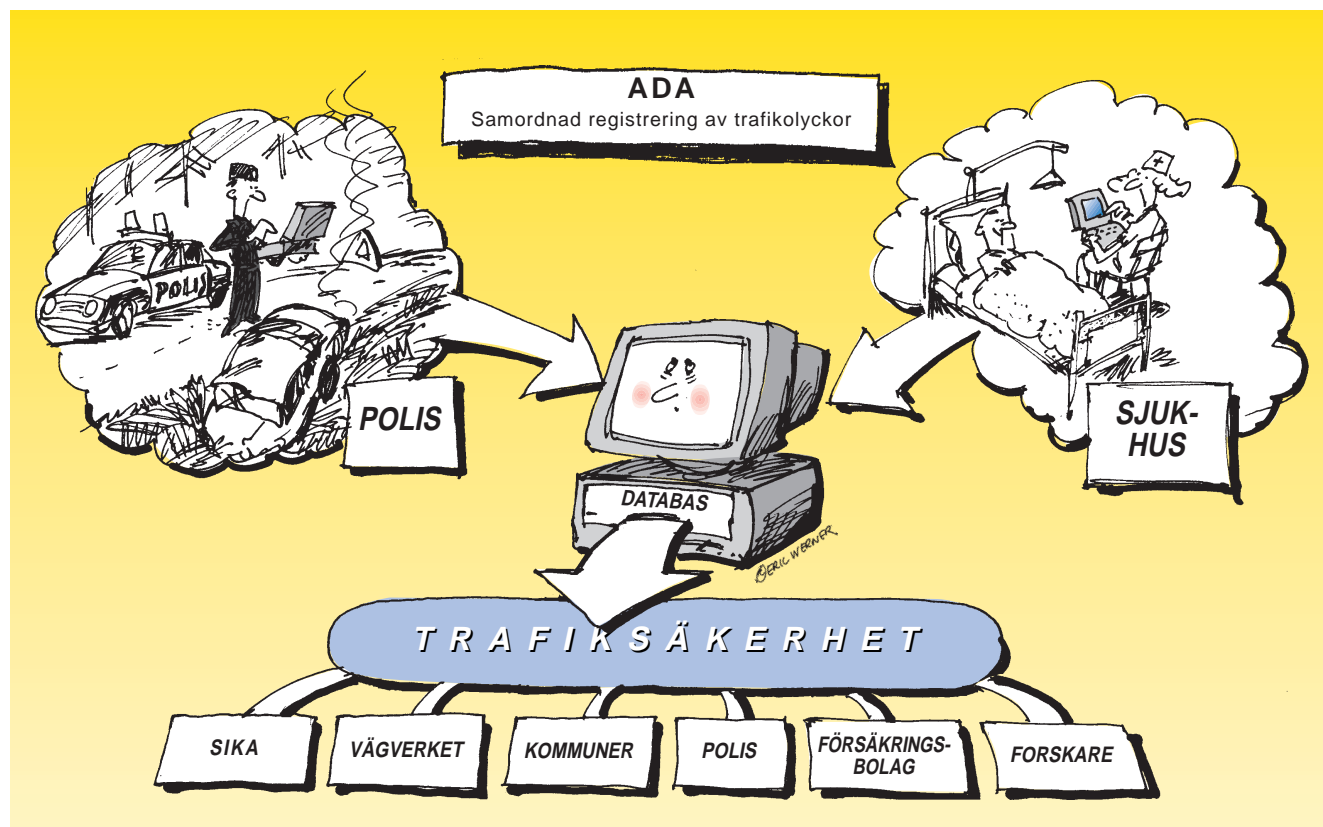 ADA
Samordnad registrering av trafikolyckor
POLIS
POLIS
SJUK-
HUS
DATABAS
©ERIC WERNER
TRAFIKSÄKERHET
SIKA
VÄGVERKET
KOMMUNER
POLIS
FÖRSÄKRINGS-
BOLAG
FORSKARE